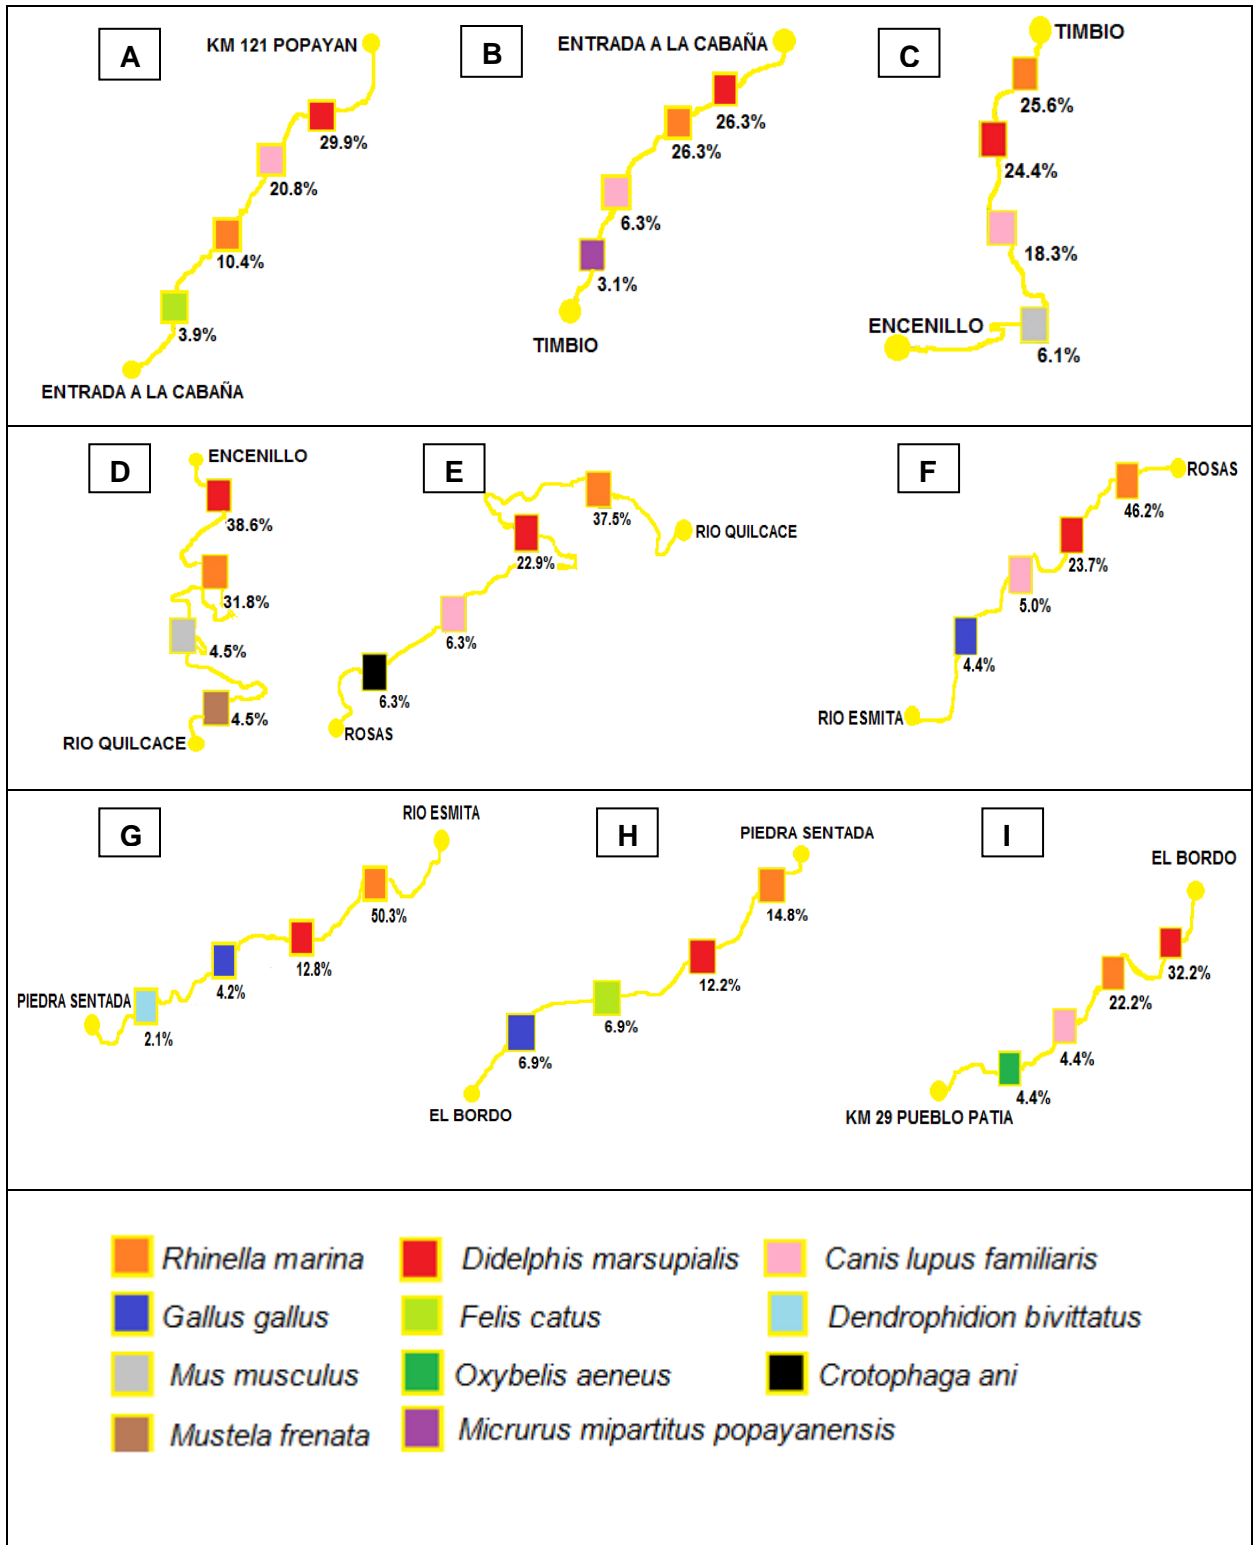 A
KM 121 POPAYAN
29.9%
20.8%
10.4%
3.9%
ENTRADA A LA CABAÑA
B
ENTRADA A LA CABAÑA
26.3%
26.3%
6.3%
3.1%
TIMBIO
C
TIMBIO
25.6%
24.4%
18.3%
ENCENILLO
6.1%
D
ENCENILLO
38.6%
31.8%
4.5%
4.5%
RIO QUILCACE
E
37.5%
RIO QUILCACE
22.9%
6.3%
6.3%
ROSAS
F
ROSAS
46.2%
23.7%
5.0%
4.4%
RIO ESMITA
G
RIO ESMITA
50.3%
12.8%
4.2%
PIEDRA SENTADA
2.1%
H
PIEDRA SENTADA
14.8%
12.2%
6.9%
6.9%
EL BORDO
I
EL BORDO
32.2%
22.2%
4.4%
4.4%
KM 29 PUEBLO PATIA
Rhinella marina
Didelphis marsupialis
Canis lupus familiaris
Gallus gallus
Felis catus
Dendrophidion bivittatus
Mus musculus
Oxybelis aeneus
Crotophaga ani
Mustela frenata
Micrurus mipartitus popayanensis